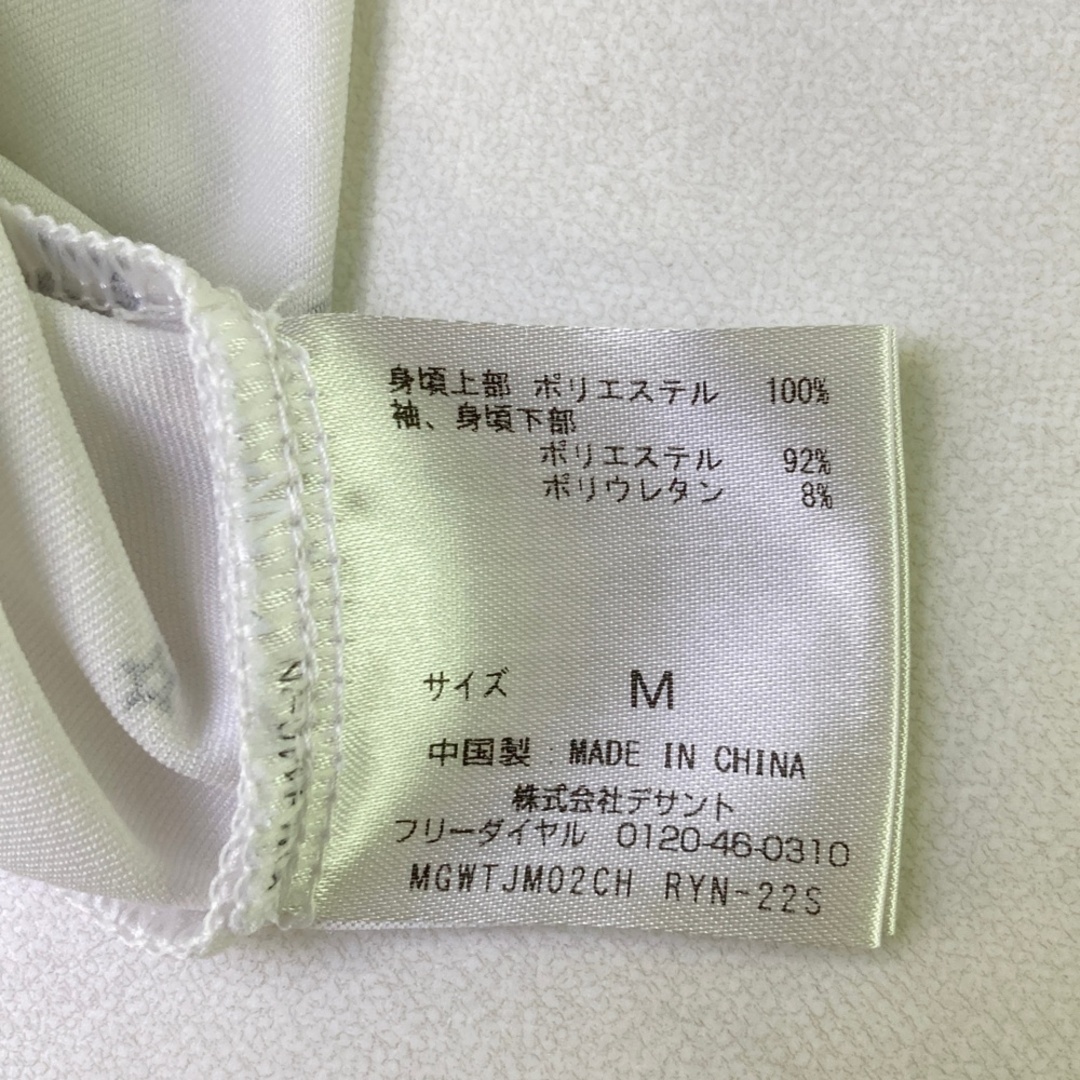 身頃上部 ポリエステル 100%
袖、身頃下部
ポリエステル 92%
ポリウレタン 8%
サイズ M
中国製 MADE IN CHINA
株式会社デサント
フリーダイヤル 0120-46-0310
MGWTJM02CH RYN-22S